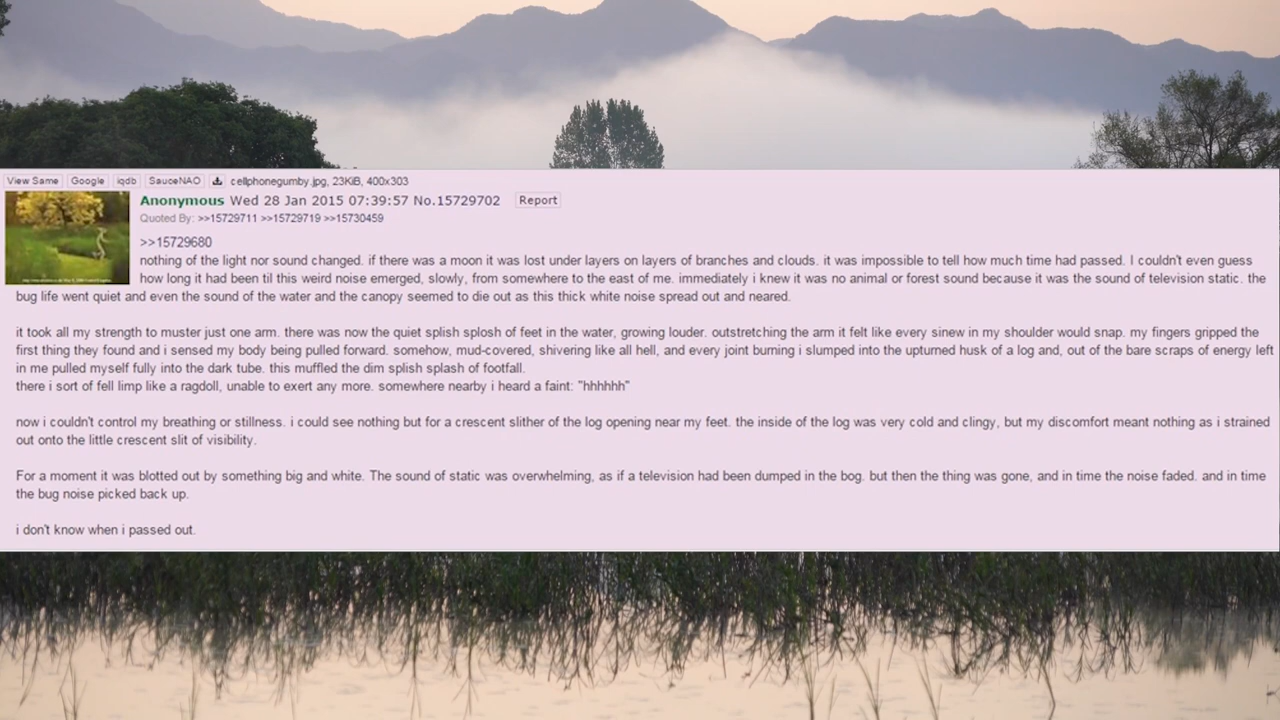 View Same Google iqdb SauceNAO cellphonegumby.jpg, 23KiB, 400x303
Anonymous Wed 28 Jan 2015 07:39:57 No.15729702 Report
Quoted By: >>15729711 >>15729719 >>15730459
>>15729680
nothing of the light nor sound changed. if there was a moon it was lost under layers on layers of branches and clouds. it was impossible to tell how much time had passed. I couldn't even guess
how long it had been til this weird noise emerged, slowly, from somewhere to the east of me. immediately i knew it was no animal or forest sound because it was the sound of television static. the
bug life went quiet and even the sound of the water and the canopy seemed to die out as this thick white noise spread out and neared.
it took all my strength to muster just one arm. there was now the quiet splish splosh of feet in the water, growing louder. outstretching the arm it felt like every sinew in my shoulder would snap. my fingers gripped the
first thing they found and i sensed my body being pulled forward. somehow, mud-covered, shivering like all hell, and every joint burning i slumped into the upturned husk of a log and, out of the bare scraps of energy left
in me pulled myself fully into the dark tube. this muffled the dim splish splash of footfall.
there i sort of fell limp like a ragdoll, unable to exert any more. somewhere nearby i heard a faint: "hhhhhh"
now i couldn't control my breathing or stillness. i could see nothing but for a crescent slither of the log opening near my feet. the inside of the log was very cold and clingy, but my discomfort meant nothing as i strained
out onto the little crescent slit of visibility.
For a moment it was blotted out by something big and white. The sound of static was overwhelming, as if a television had been dumped in the bog. but then the thing was gone, and in time the noise faded. and in time
the bug noise picked back up.
i don't know when i passed out.